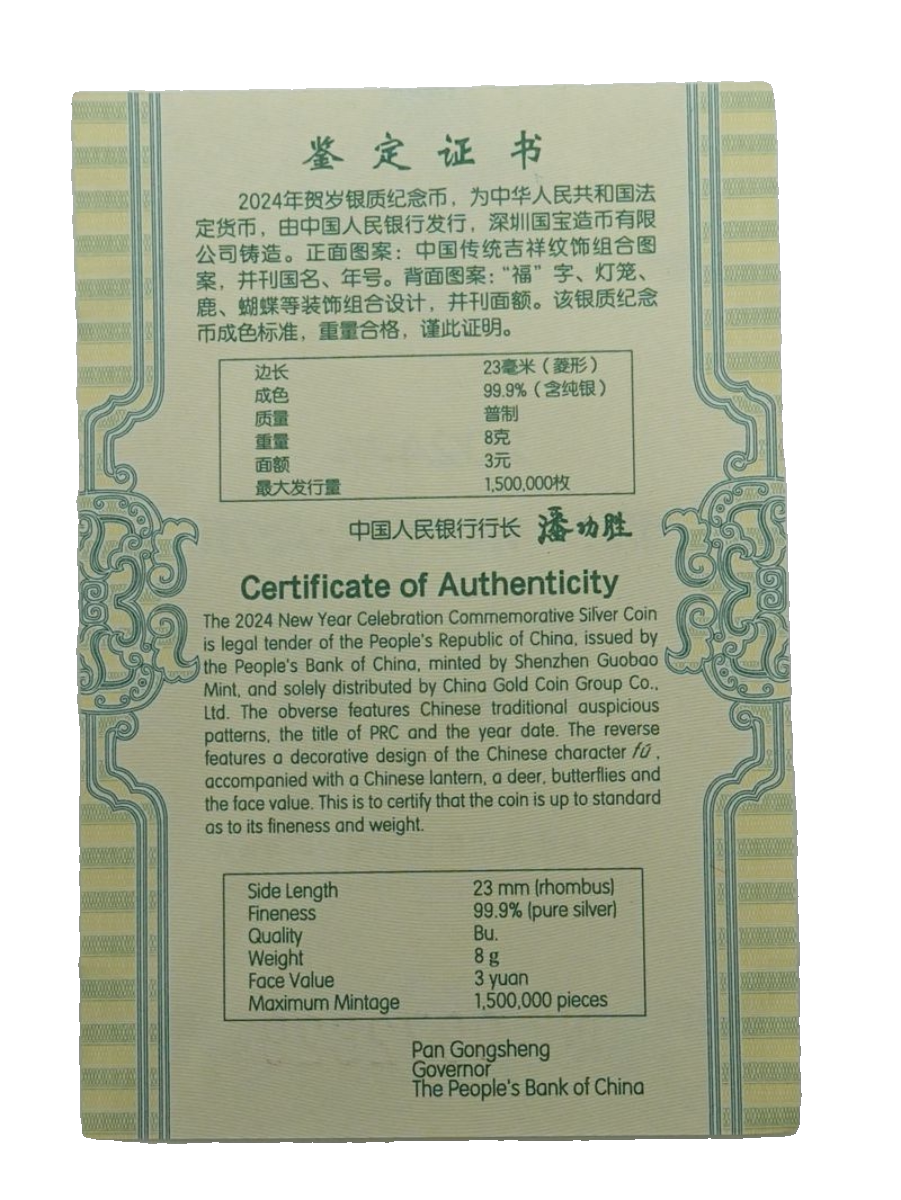 鉴定证书
2024年贺岁银质纪念币，为中华人民共和国法
定货币，由中国人民银行发行，深圳国宝造币有限
公司铸造。正面图案：中国传统吉祥纹饰组合图
案，并刊国名、年号。背面图案：“福”字、灯笼、
鹿、蝴蝶等装饰组合设计，并刊面额。该银质纪念
币成色标准，重量合格，谨此证明。
边长 23毫米（菱形）
成色 99.9%（含纯银）
质量 普制
重量 8克
面额 3元
最大发行量 1,500,000枚
中国人民银行行长 潘功胜
Certificate of Authenticity
The 2024 New Year Celebration Commemorative Silver Coin
is legal tender of the People's Republic of China, issued by
the People's Bank of China, minted by Shenzhen Guobao
Mint, and solely distributed by China Gold Coin Group Co.,
Ltd. The obverse features Chinese traditional auspicious
patterns, the title of PRC and the year date. The reverse
features a decorative design of the Chinese character fú ,
accompanied with a Chinese lantern, a deer, butterflies and
the face value. This is to certify that the coin is up to standard
as to its fineness and weight.
Side Length 23 mm (rhombus)
Fineness 99.9% (pure silver)
Quality Bu.
Weight 8 g
Face Value 3 yuan
Maximum Mintage 1,500,000 pieces
Pan Gongsheng
Governor
The People's Bank of China